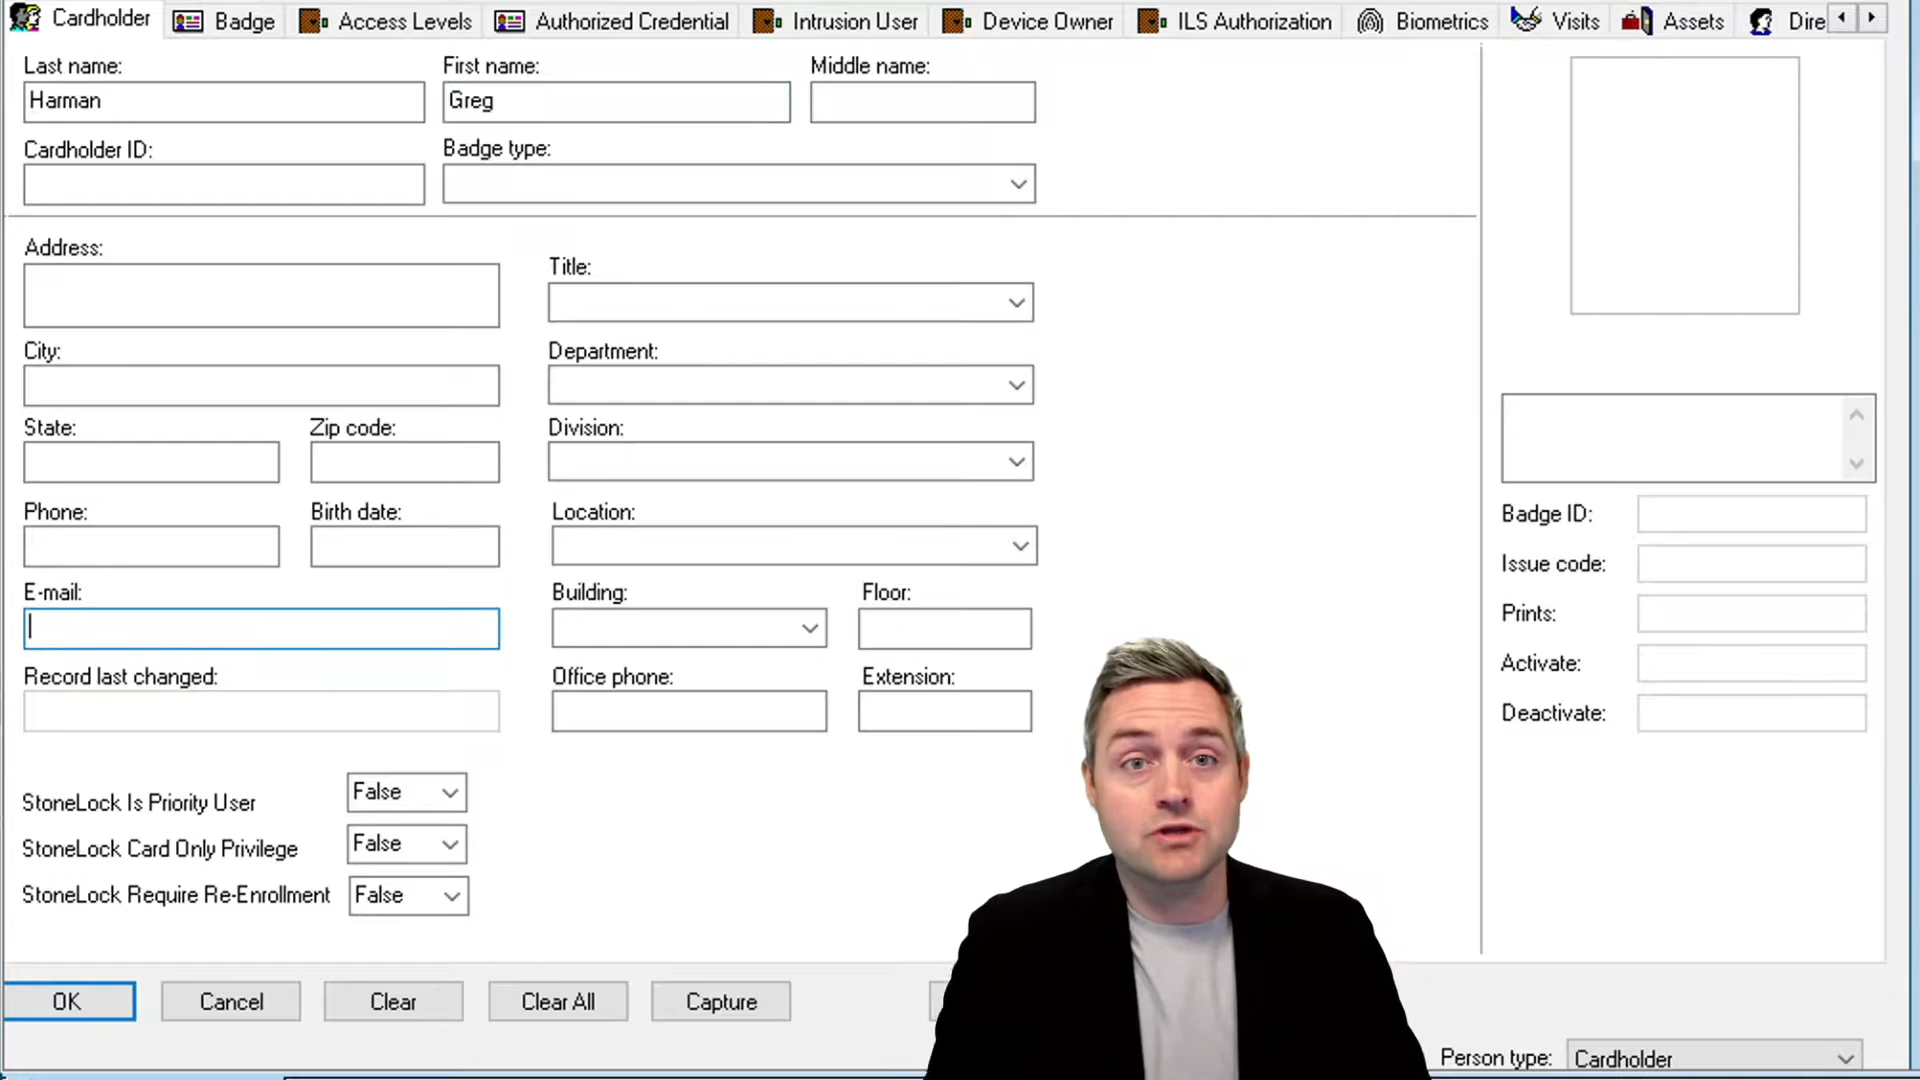 Cardholder Badge Access Levels Authorized Credential Intrusion User Device Owner ILS Authorization Biometrics Visits Assets Dire
Last name: First name: Middle name:
Harman Greg
Cardholder ID: Badge type:
Address: Title:
City: Department:
State: Zip code: Division:
Phone: Birth date: Location:
E-mail: Building: Floor:
Record last changed: Office phone: Extension:
StoneLock Is Priority User False
StoneLock Card Only Privilege False
StoneLock Require Re-Enrollment False
Badge ID:
Issue code:
Prints:
Activate:
Deactivate:
OK Cancel Clear Clear All Capture
Person type: Cardholder